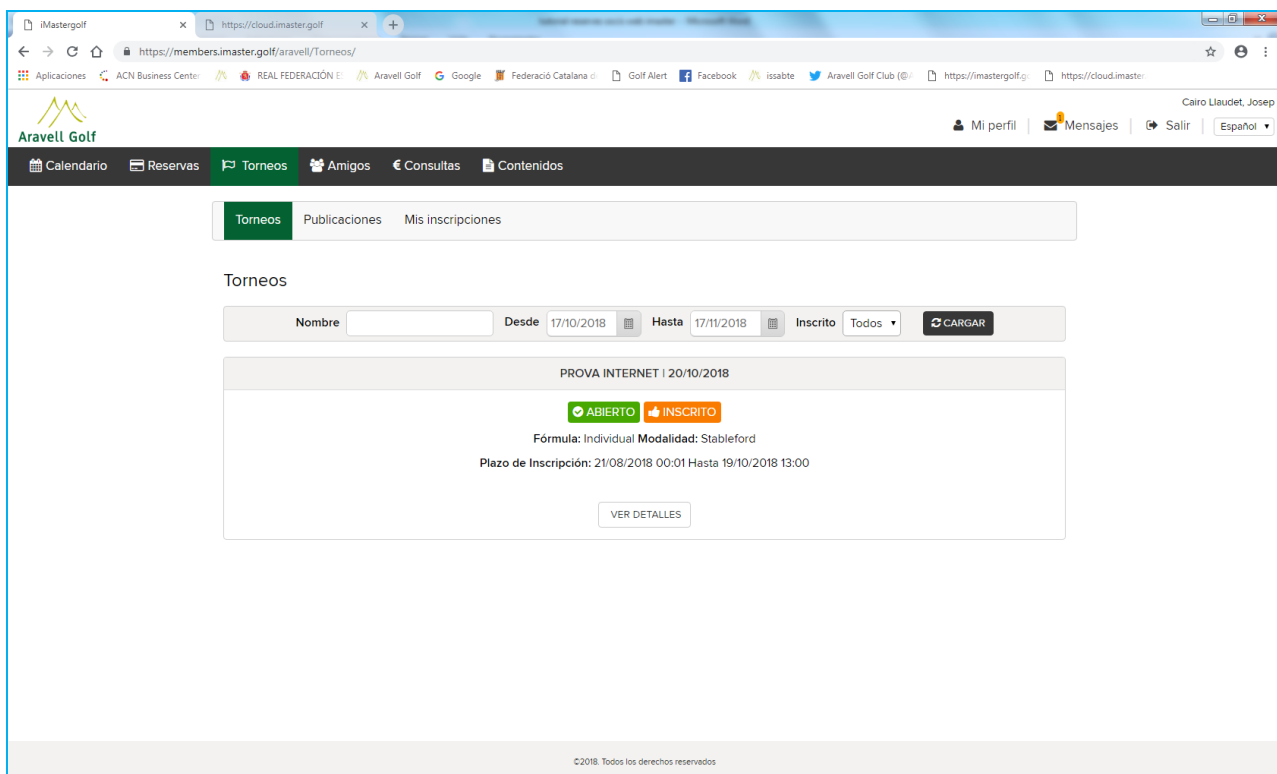 iMastergolf
https://cloud.imaster.golf
https://members.imaster.golf/aravell/Torneos/
Aplicaciones ACN Business Center REAL FEDERACIÓN E Aravell Golf Google Federació Catalana d Golf Alert Facebook issabte Aravell Golf Club (@ https://imastergolf.g https://cloud.imaster
Cairo Llaudet, Josep
Aravell Golf
Mi perfil 1 Mensajes Salir Español
Calendario Reservas Torneos Amigos € Consultas Contenidos
Torneos Publicaciones Mis inscripciones
Torneos
Nombre Desde 17/10/2018 Hasta 17/11/2018 Inscrito Todos CARGAR
PROVA INTERNET | 20/10/2018
ABIERTO INSCRITO
Fórmula: Individual Modalidad: Stableford
Plazo de Inscripción: 21/08/2018 00:01 Hasta 19/10/2018 13:00
VER DETALLES
©2018. Todos los derechos reservados